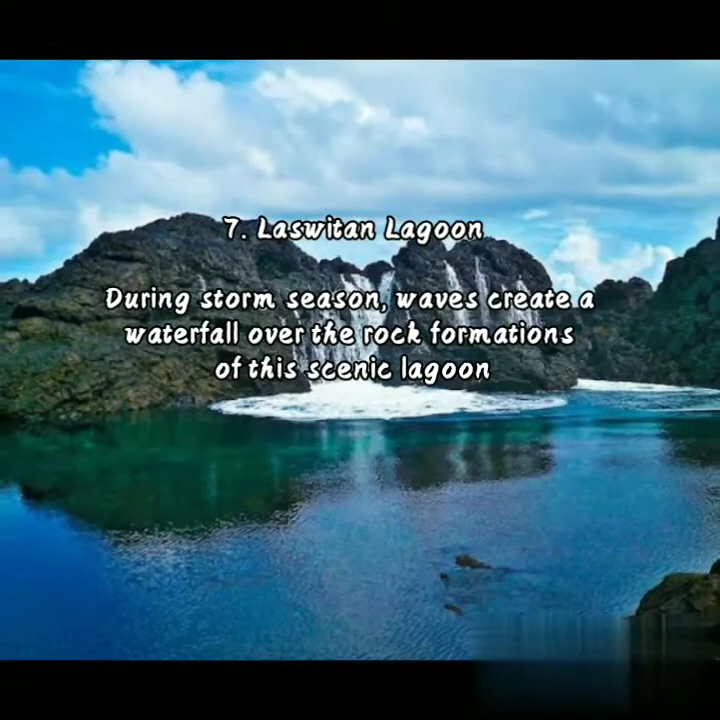 7. Laswitan Lagoon
During storm season, waves create a
waterfall over the rock formations
of this scenic lagoon